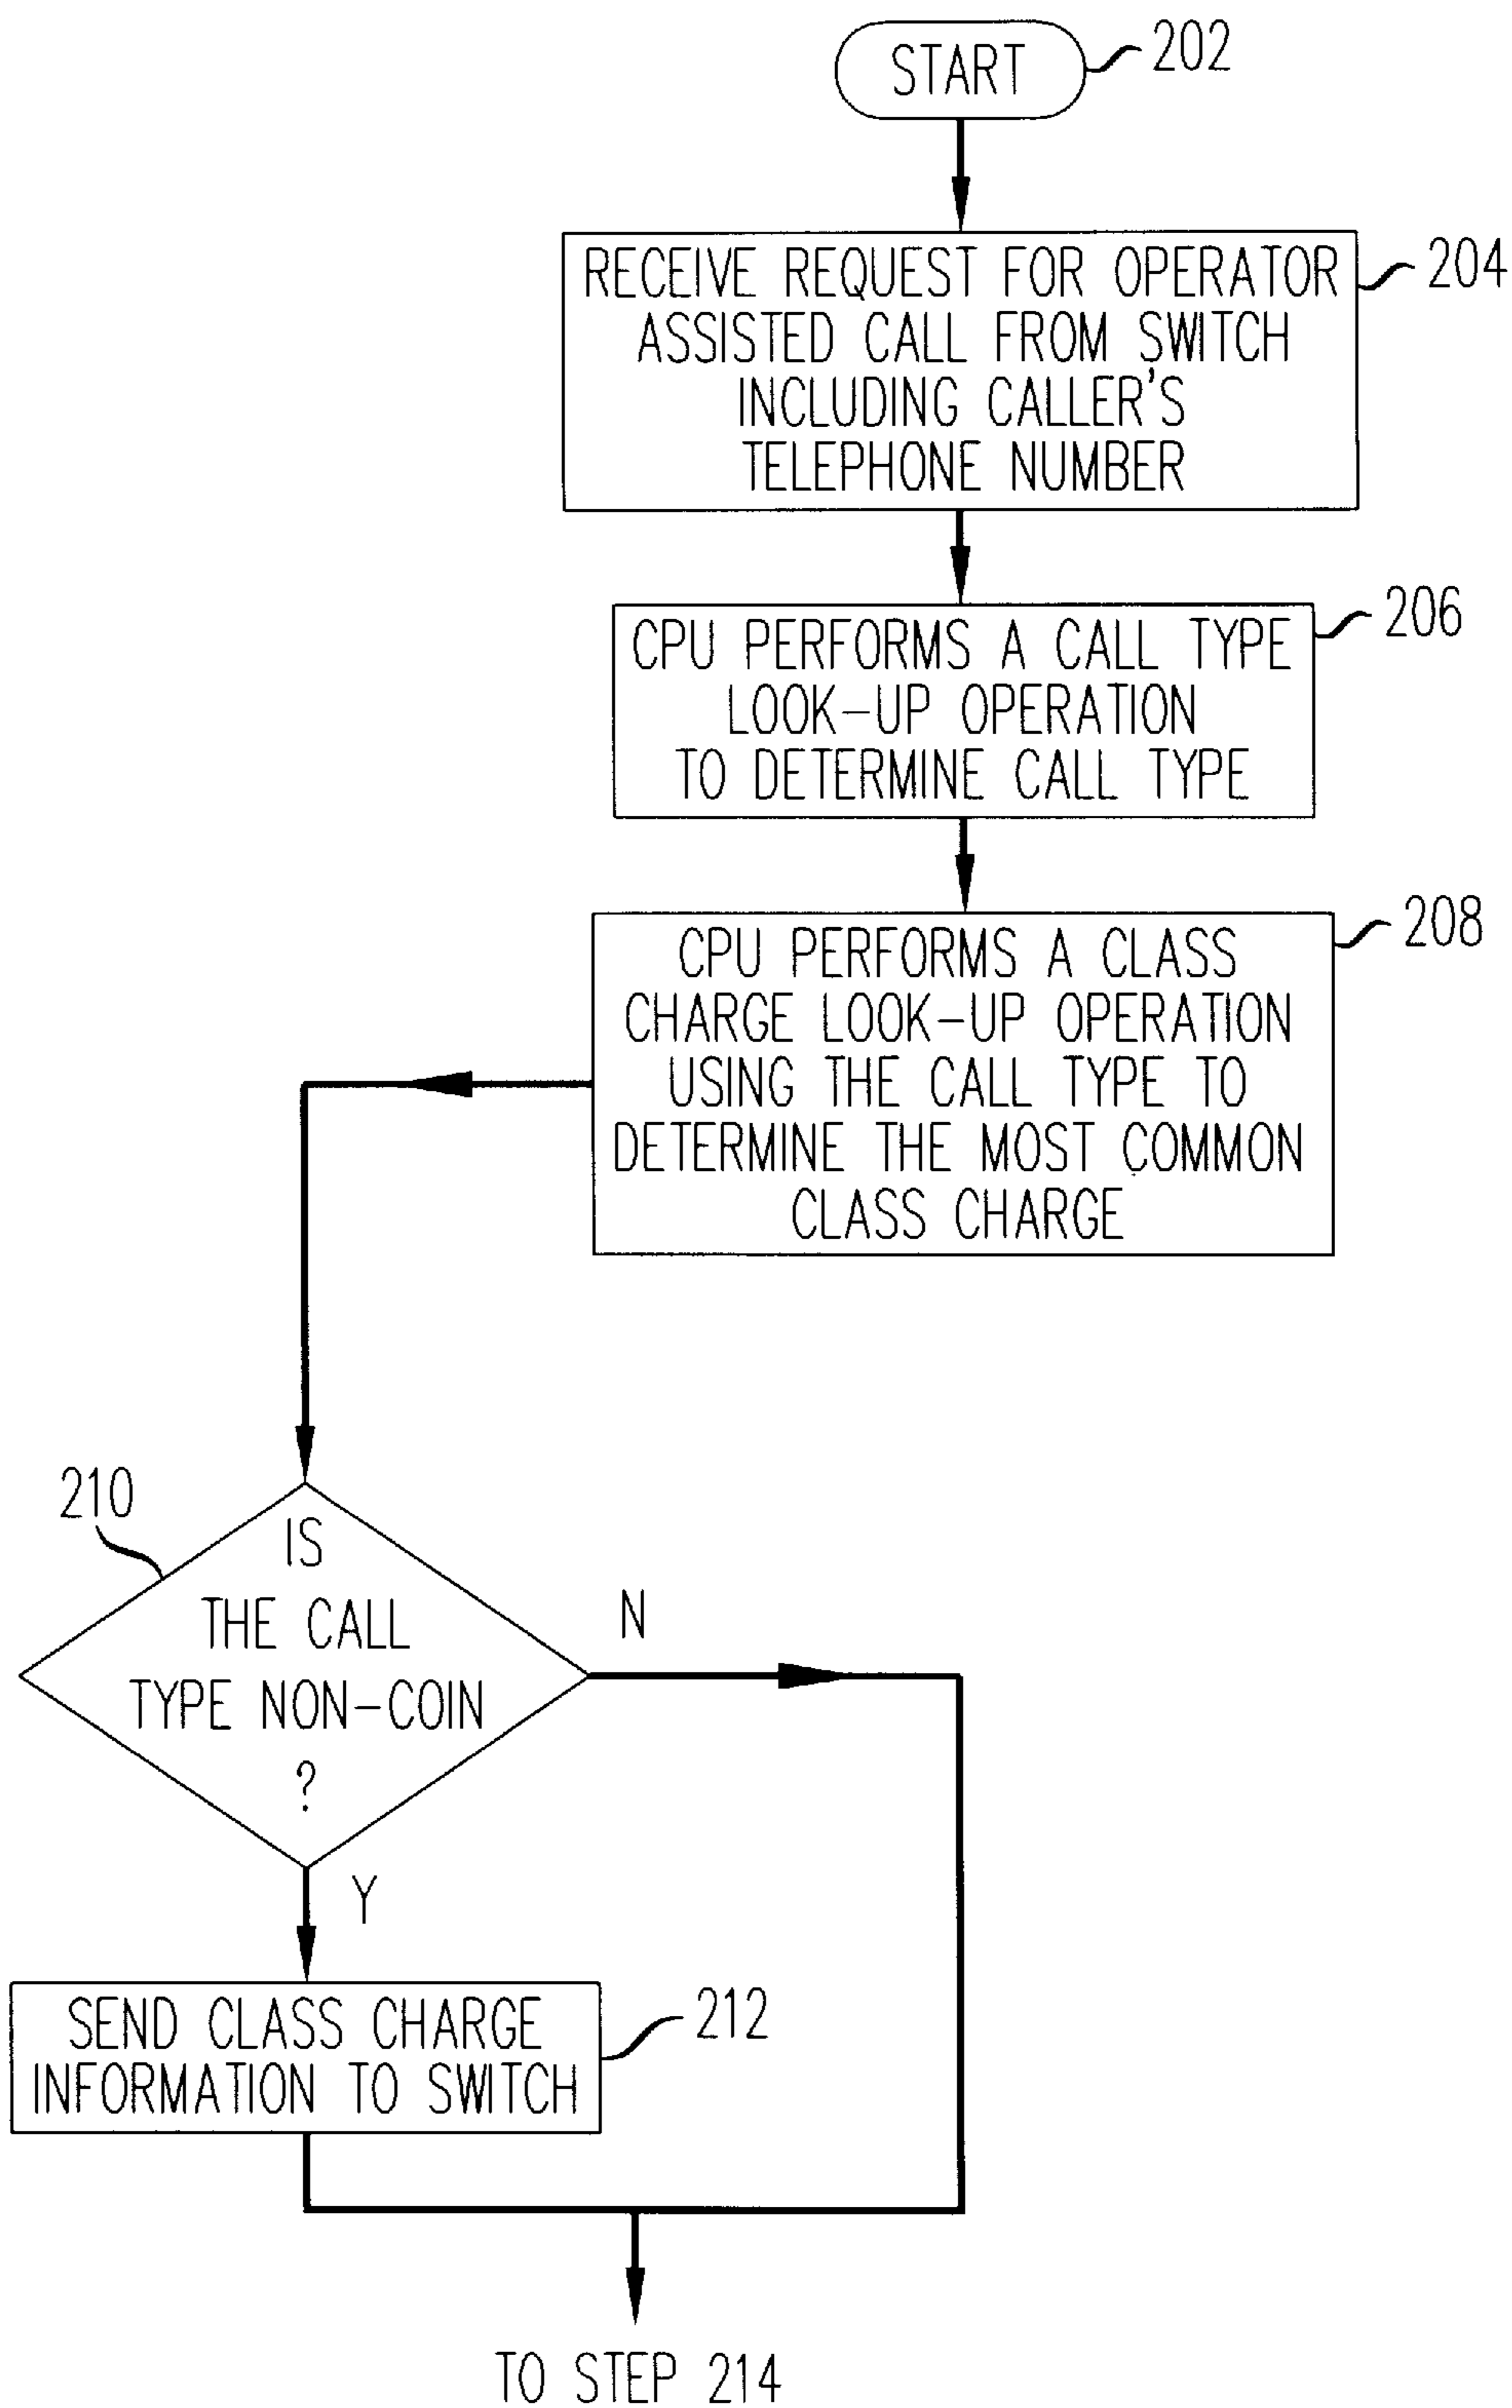 START
202
RECEIVE REQUEST FOR OPERATOR
ASSISTED CALL FROM SWITCH
INCLUDING CALLER'S
TELEPHONE NUMBER
204
CPU PERFORMS A CALL TYPE
LOOK-UP OPERATION
TO DETERMINE CALL TYPE
206
CPU PERFORMS A CLASS
CHARGE LOOK-UP OPERATION
USING THE CALL TYPE TO
DETERMINE THE MOST COMMON
CLASS CHARGE
208
210
IS
THE CALL
TYPE NON-COIN
?
N
Y
SEND CLASS CHARGE
INFORMATION TO SWITCH
212
TO STEP 214